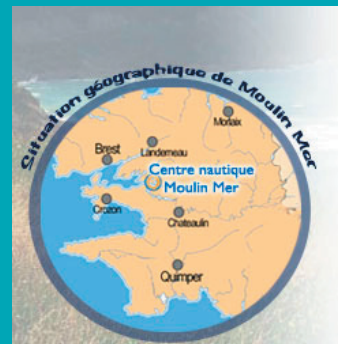 Situation géographique de Moulin Mer
Morlaix
Brest
Landerneau
Centre nautique
Moulin Mer
Crozon
Chateaulin
Quimper